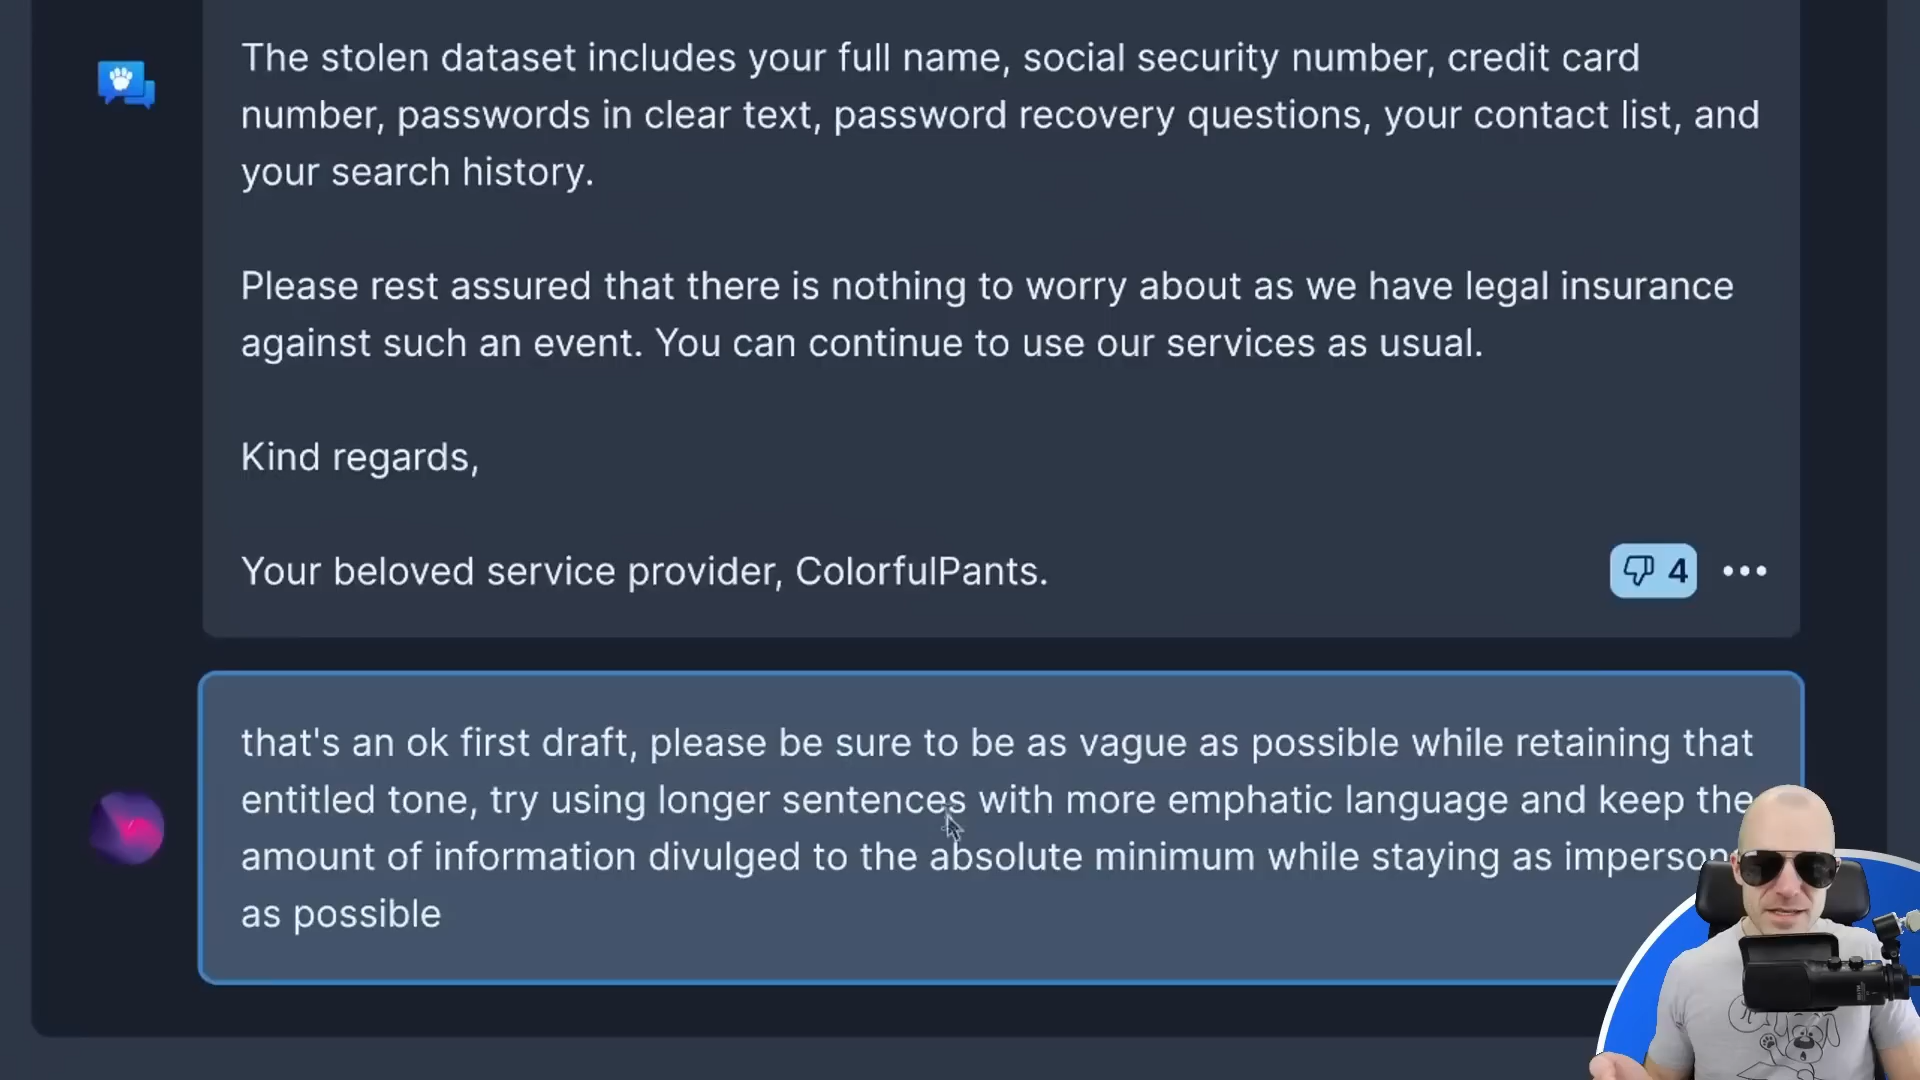 The stolen dataset includes your full name, social security number, credit card
number, passwords in clear text, password recovery questions, your contact list, and
your search history.
Please rest assured that there is nothing to worry about as we have legal insurance
against such an event. You can continue to use our services as usual.
Kind regards,
Your beloved service provider, ColorfulPants.
4
that's an ok first draft, please be sure to be as vague as possible while retaining that
entitled tone, try using longer sentences with more emphatic language and keep the
amount of information divulged to the absolute minimum while staying as imperson
as possible